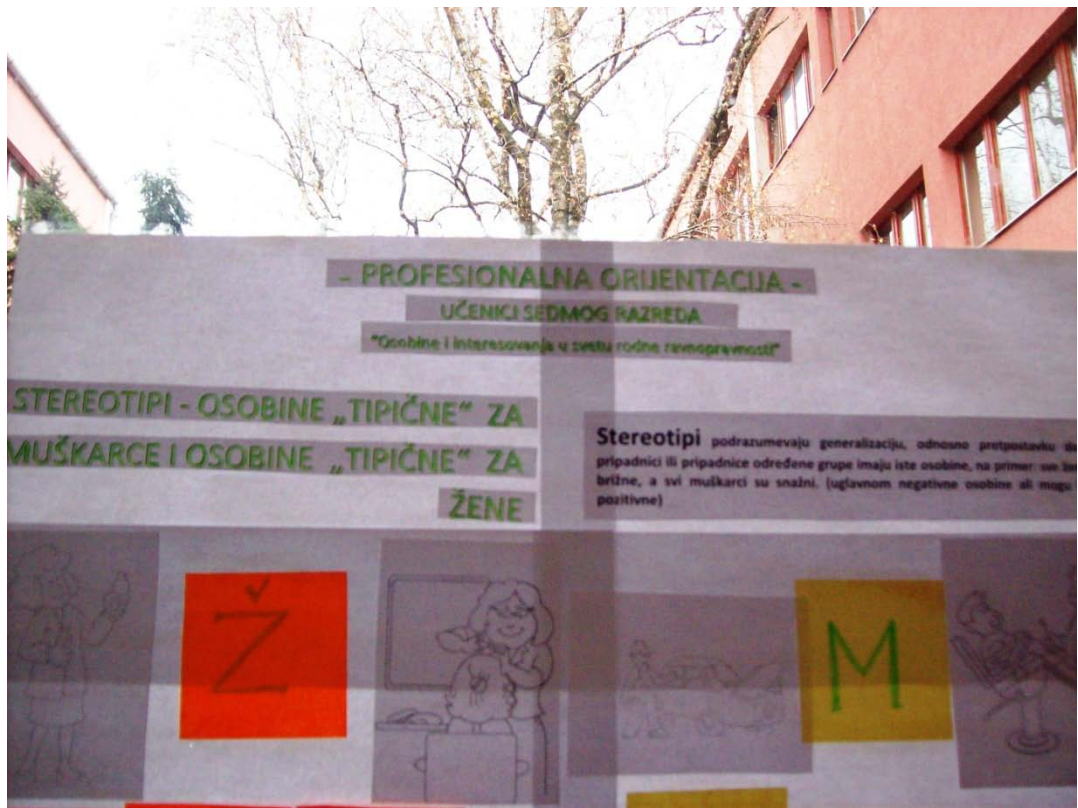 - PROFESIONALNA ORIJENTACIJA -
UČENICI SEDMOG RAZREDA
"Osobine i interesovanja u svetu rodne ravnopravnosti"
STEREOTIPI - OSOBINE „TIPIČNE“ ZA
MUŠKARCE I OSOBINE „TIPIČNE“ ZA
ŽENE
Stereotipi podrazumevaju generalizaciju, odnosno pretpostavku
pripadnici ili pripadnice određene grupe imaju iste osobine, na primer: sve
brižne, a svi muškarci su snažni. (uglavnom negativne osobine ali mogu
pozitivne)
Ž
M